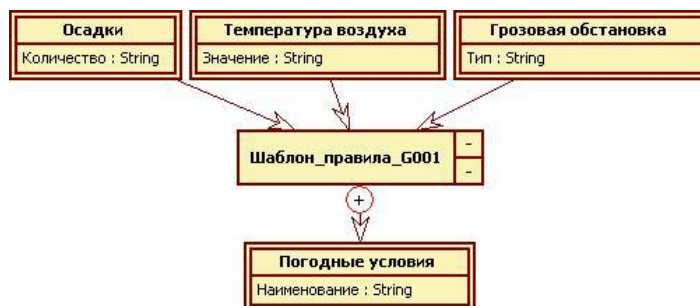 Осадки
Количество : String
Температура воздуха
Значение : String
Грозовая обстановка
Тип : String
Шаблон_правила_G001
-
-
+
Погодные условия
Наименование : String